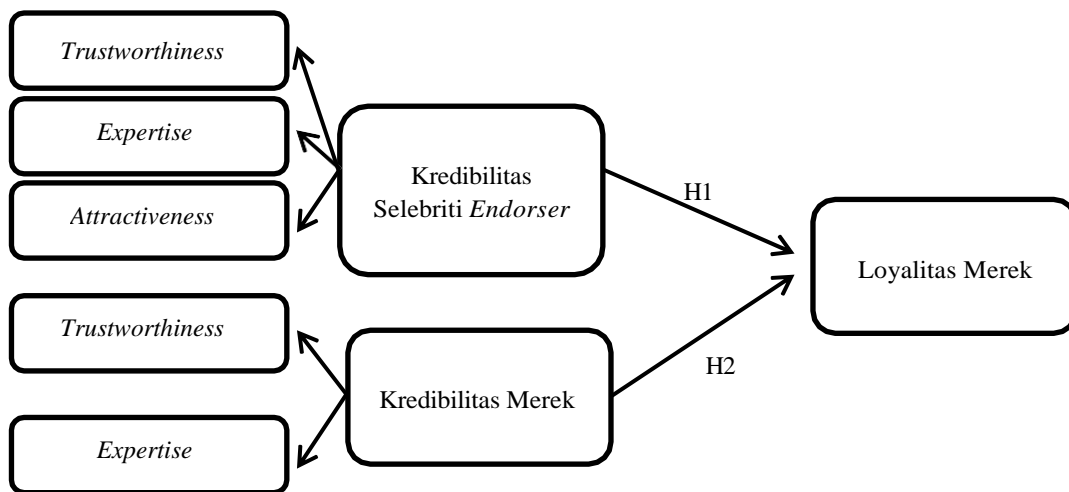 Trustworthiness
Expertise
Attractiveness
Kredibilitas
Selebriti Endorser
H1
Loyalitas Merek
Trustworthiness
Kredibilitas Merek
H2
Expertise